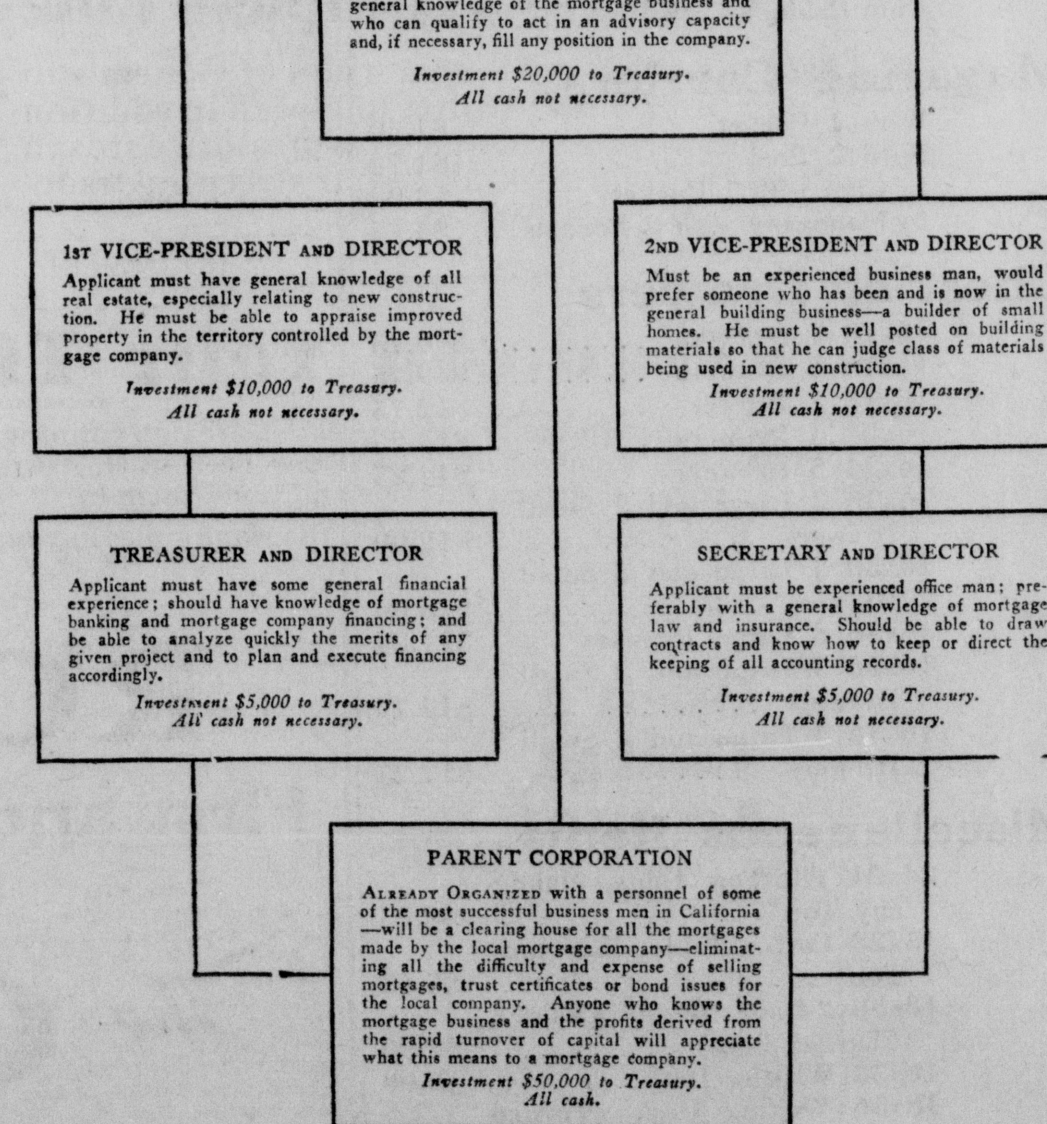 general knowledge of the mortgage business and
who can qualify to act in an advisory capacity
and, if necessary, fill any position in the company.
Investment $20,000 to Treasury.
All cash not necessary.
1ST VICE-PRESIDENT AND DIRECTOR
Applicant must have general knowledge of all
real estate, especially relating to new construc-
tion. He must be able to appraise improved
property in the territory controlled by the mort-
gage company.
Investment $10,000 to Treasury.
All cash not necessary.
2ND VICE-PRESIDENT AND DIRECTOR
Must be an experienced business man, would
prefer someone who has been and is now in the
general building business—a builder of small
homes. He must be well posted on building
materials so that he can judge class of materials
being used in new construction.
Investment $10,000 to Treasury.
All cash not necessary.
TREASURER AND DIRECTOR
Applicant must have some general financial
experience; should have knowledge of mortgage
banking and mortgage company financing; and
be able to analyze quickly the merits of any
given project and to plan and execute financing
accordingly.
Investment $5,000 to Treasury.
All cash not necessary.
SECRETARY AND DIRECTOR
Applicant must be experienced office man; pre-
ferably with a general knowledge of mortgage
law and insurance. Should be able to draw
contracts and know how to keep or direct the
keeping of all accounting records.
Investment $5,000 to Treasury.
All cash not necessary.
PARENT CORPORATION
ALREADY ORGANIZED with a personnel of some
of the most successful business men in California
—will be a clearing house for all the mortgages
made by the local mortgage company—eliminat-
ing all the difficulty and expense of selling
mortgages, trust certificates or bond issues for
the local company. Anyone who knows the
mortgage business and the profits derived from
the rapid turnover of capital will appreciate
what this means to a mortgage company.
Investment $50,000 to Treasury.
All cash.